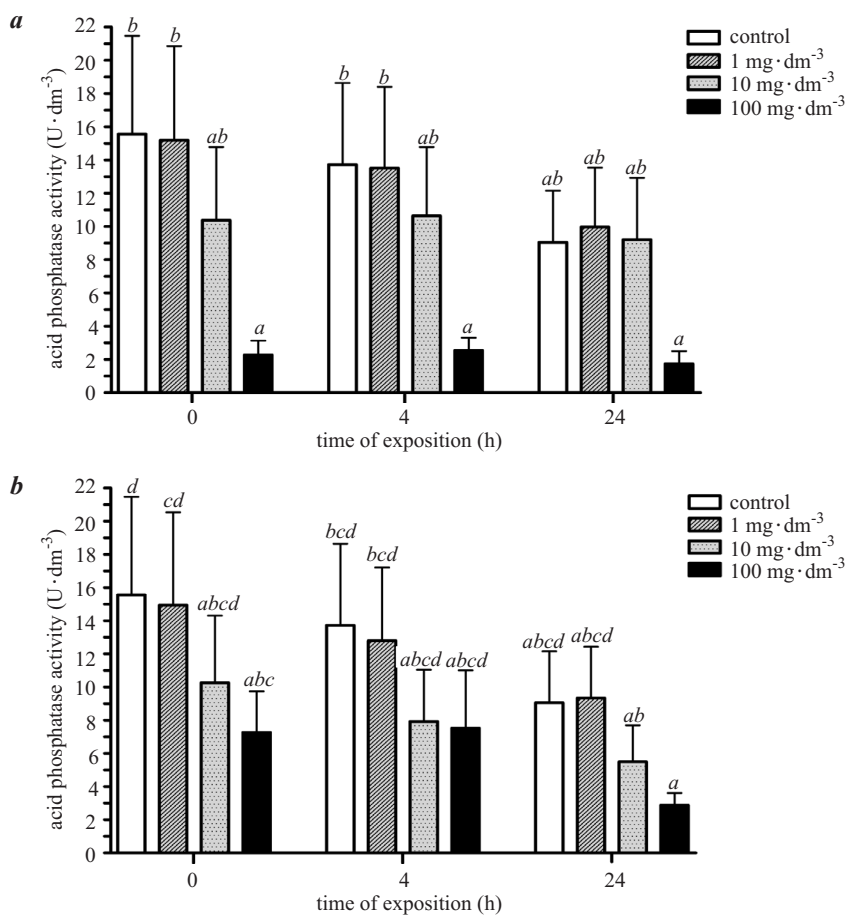 a
22
20
18
16
14
12
10
8
6
4
2
0
acid phosphatase activity (U·dm⁻³)
b b ab a
b b ab a
ab ab ab a
0 4 24
time of exposition (h)
control
1 mg·dm⁻³
10 mg·dm⁻³
100 mg·dm⁻³
b
22
20
18
16
14
12
10
8
6
4
2
0
acid phosphatase activity (U·dm⁻³)
d cd abcd abc
bcd bcd abcd abcd
abcd abcd ab a
0 4 24
time of exposition (h)
control
1 mg·dm⁻³
10 mg·dm⁻³
100 mg·dm⁻³